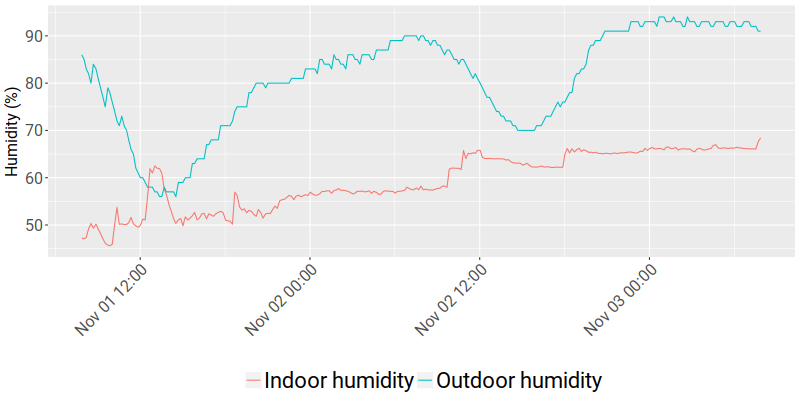 Humidity (%)
90
80
70
60
50
Nov 01 12:00
Nov 02 00:00
Nov 02 12:00
Nov 03 00:00
Indoor humidity
Outdoor humidity